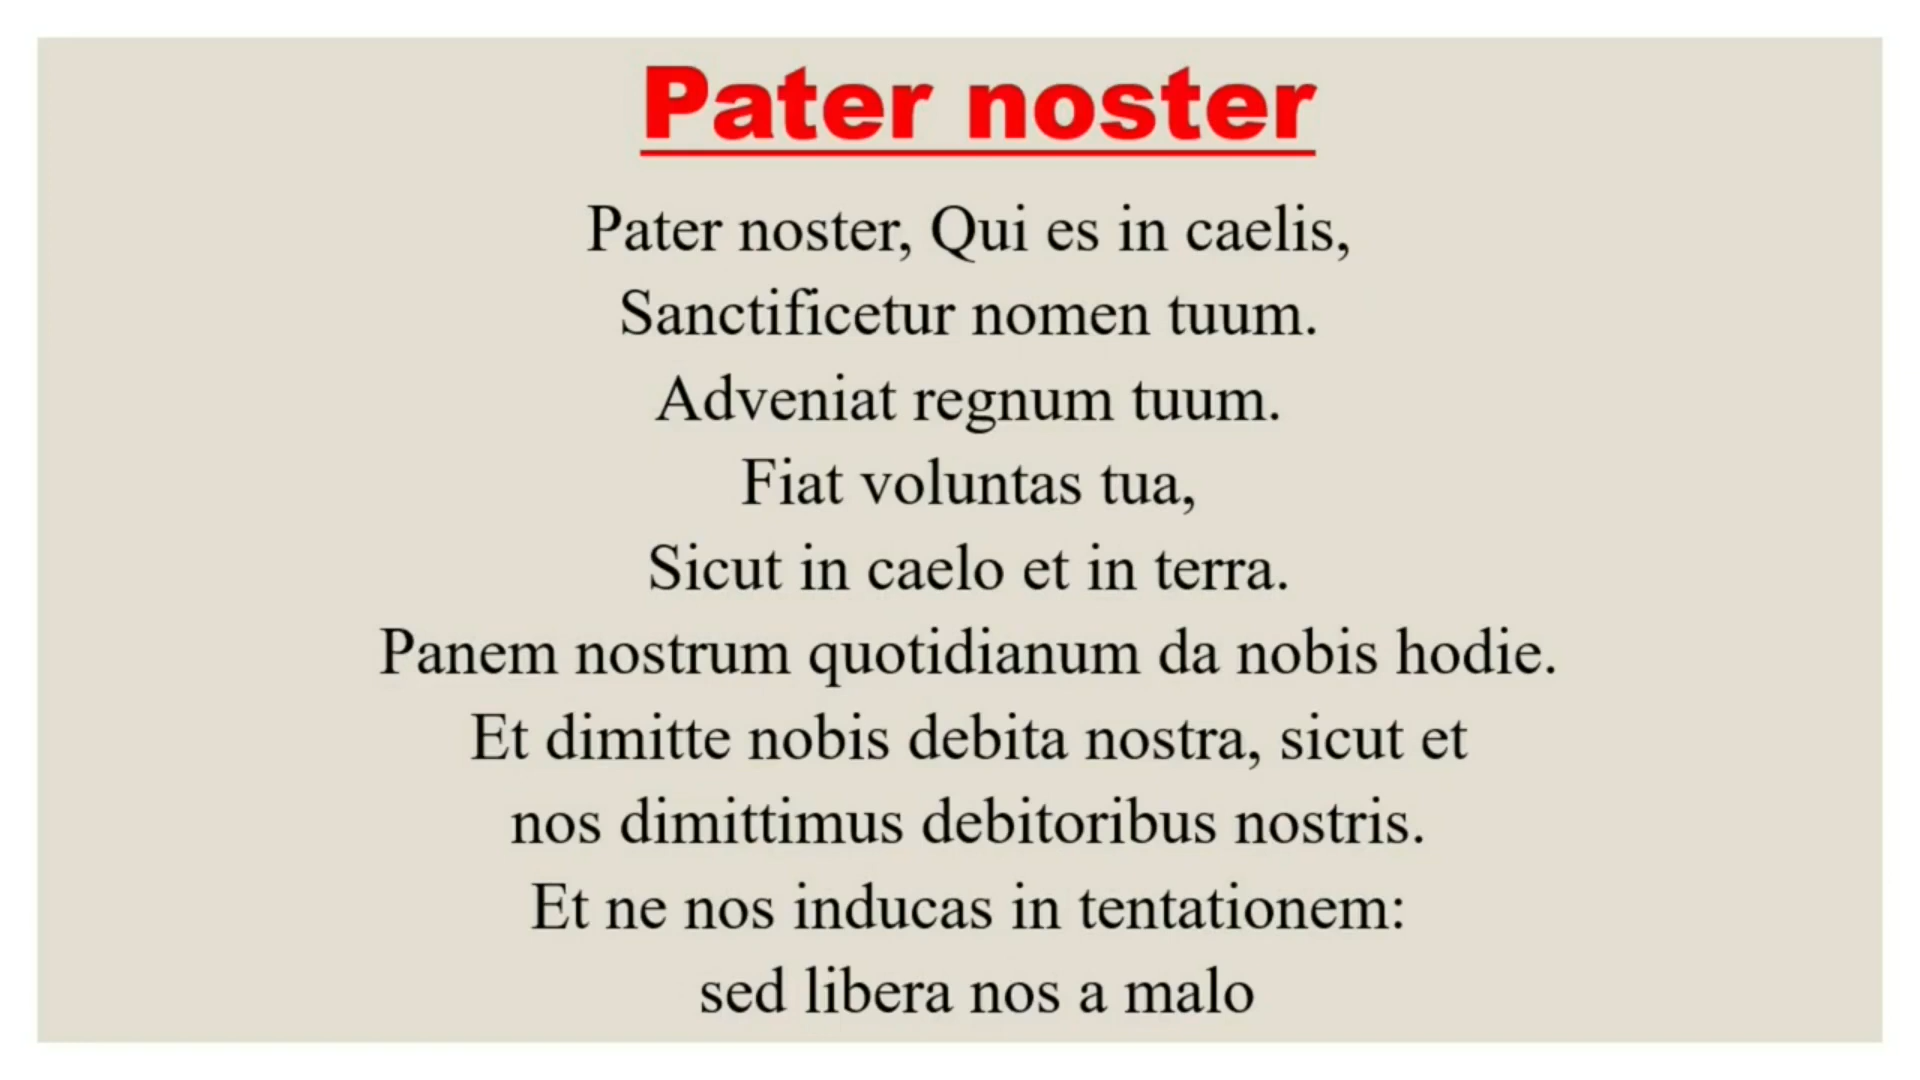 Pater noster
Pater noster, Qui es in caelis,
Sanctificetur nomen tuum.
Adveniat regnum tuum.
Fiat voluntas tua,
Sicut in caelo et in terra.
Panem nostrum quotidianum da nobis hodie.
Et dimitte nobis debita nostra, sicut et
nos dimittimus debitoribus nostris.
Et ne nos inducas in tentationem:
sed libera nos a malo